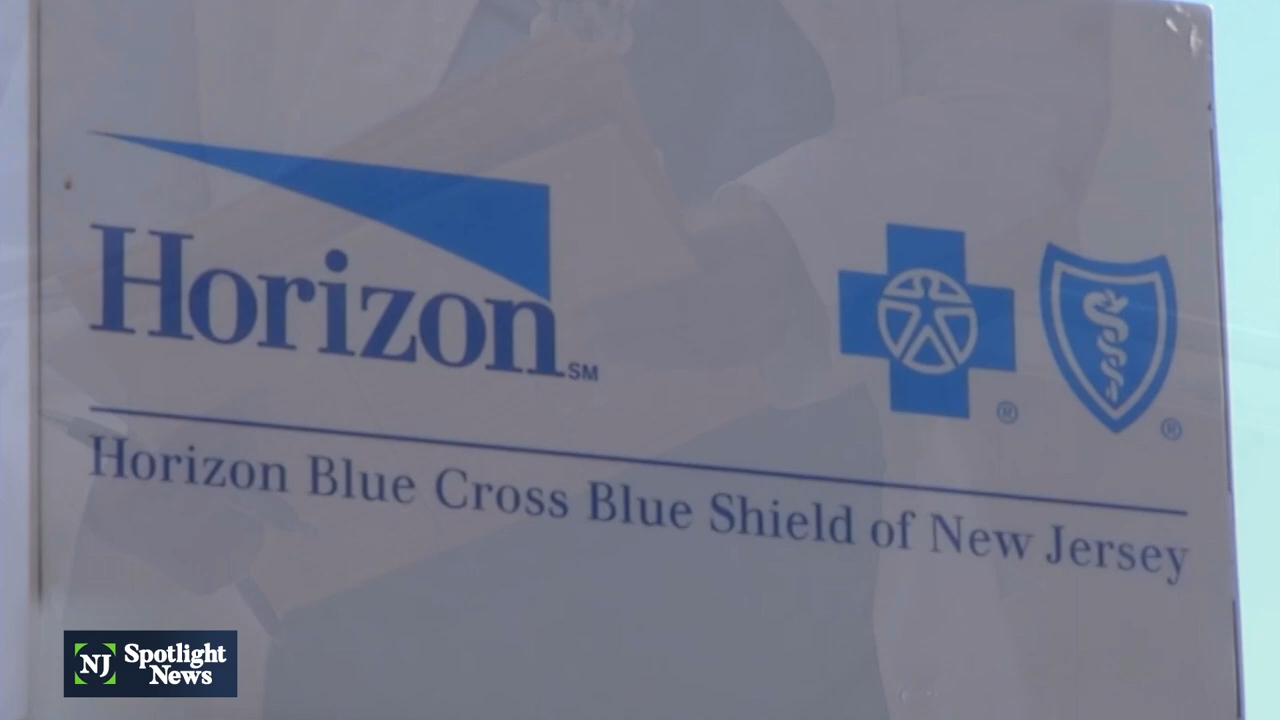 Horizon SM
® ®
Horizon Blue Cross Blue Shield of New Jersey
NJ Spotlight
News